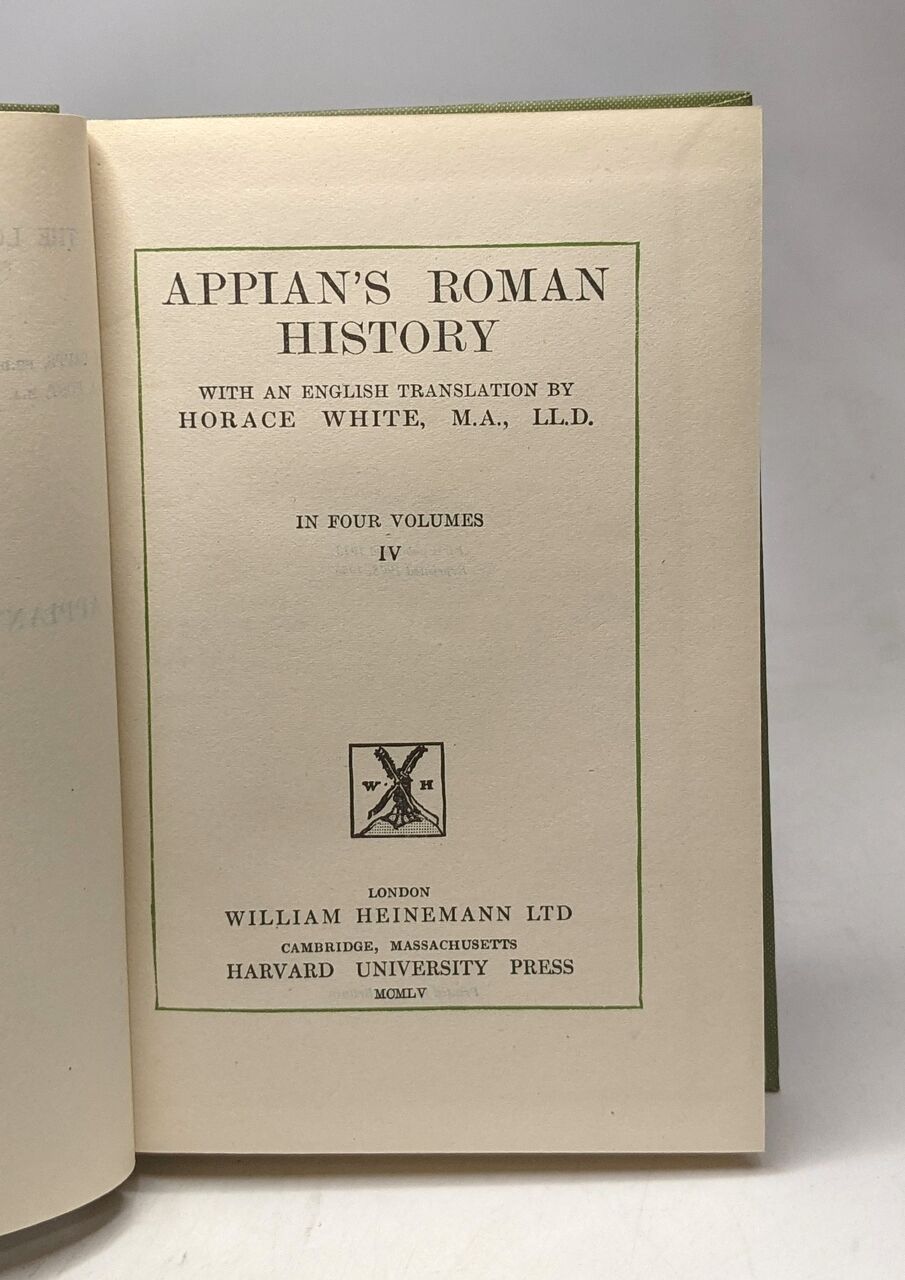 APPIAN'S ROMAN
HISTORY
WITH AN ENGLISH TRANSLATION BY
HORACE WHITE, M.A., LL.D.
IN FOUR VOLUMES
IV
W H
LONDON
WILLIAM HEINEMANN LTD
CAMBRIDGE, MASSACHUSETTS
HARVARD UNIVERSITY PRESS
MCMLV